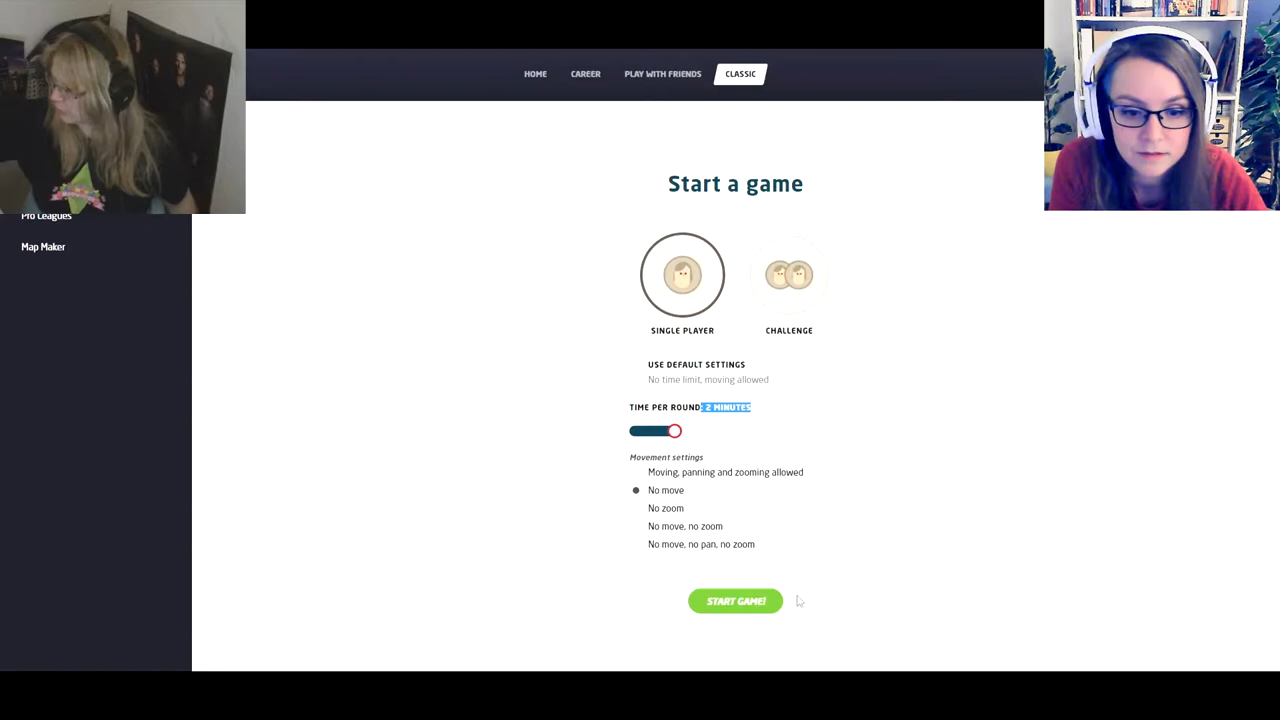 HOME CAREER PLAY WITH FRIENDS CLASSIC
Pro Leagues
Map Maker
Start a game
SINGLE PLAYER CHALLENGE
USE DEFAULT SETTINGS
No time limit, moving allowed
TIME PER ROUND: 2 MINUTES
Movement settings
Moving, panning and zooming allowed
No move
No zoom
No move, no zoom
No move, no pan, no zoom
START GAME!